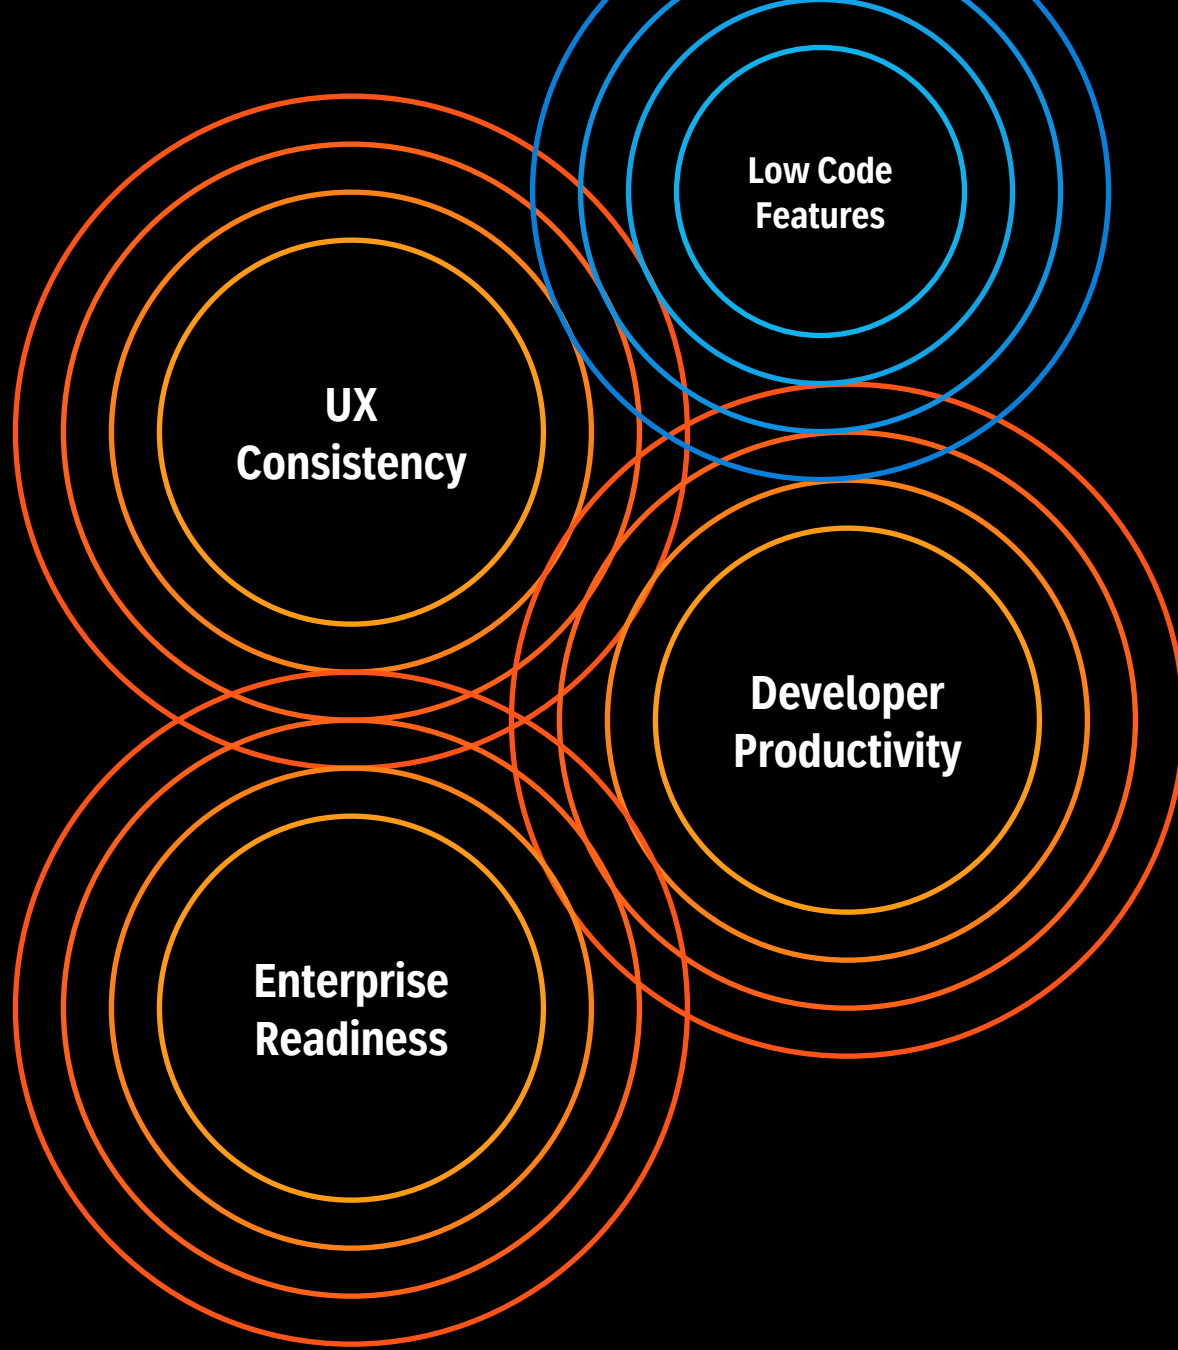 Low Code
Features
UX
Consistency
Developer
Productivity
Enterprise
Readiness